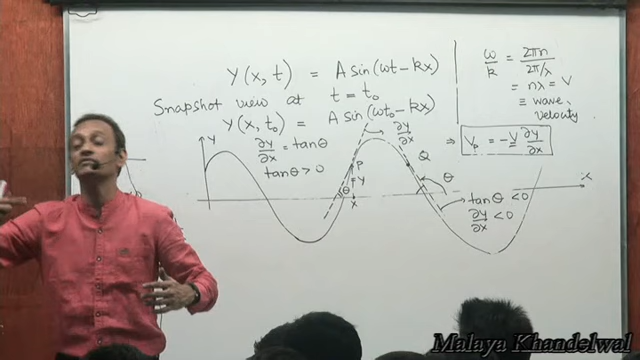 Y(x, t) = A sin(ωt - kx)
Snapshot view at t = t₀
Y(x, t₀) = A sin(ωt₀ - kx)
∂y/∂x = tanθ
tanθ > 0
Y
∂y/∂x
P
Y
θ
x
Q
θ
x
tanθ < 0
∂y/∂x < 0
ω/k = 2πn/2π/λ
= nλ = V
≡ wave velocity
⇒ Vₚ = -V ∂y/∂x
Malaya Khandelwal